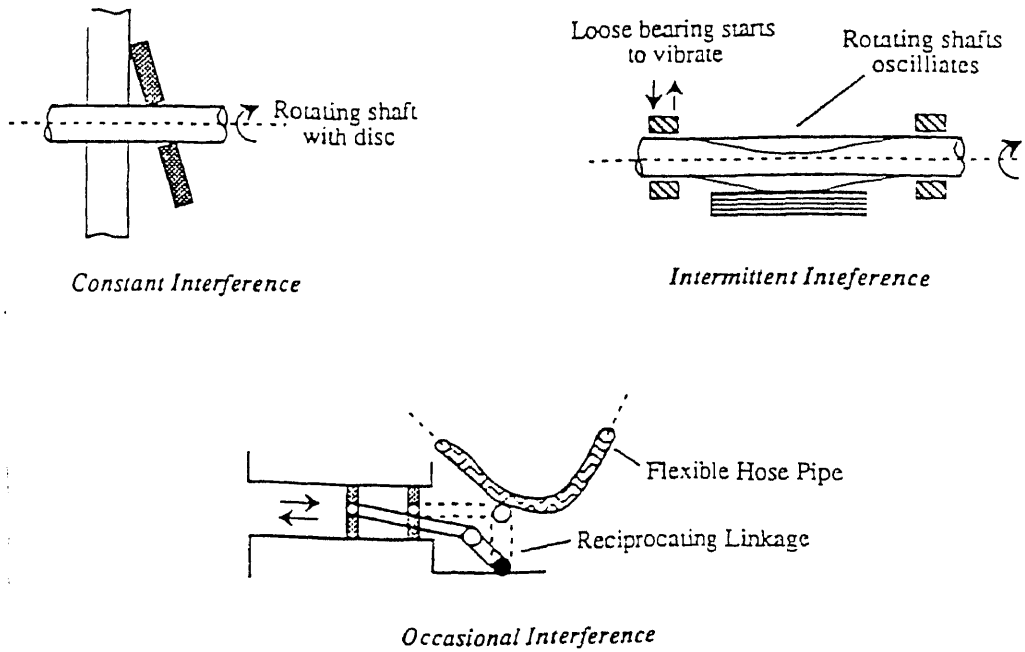 Loose bearing starts
to vibrate
Rotating shafts
oscilliates
Rotating shaft
with disc
Constant Interference
Intermittent Inteference
Flexible Hose Pipe
Reciprocating Linkage
Occasional Interference